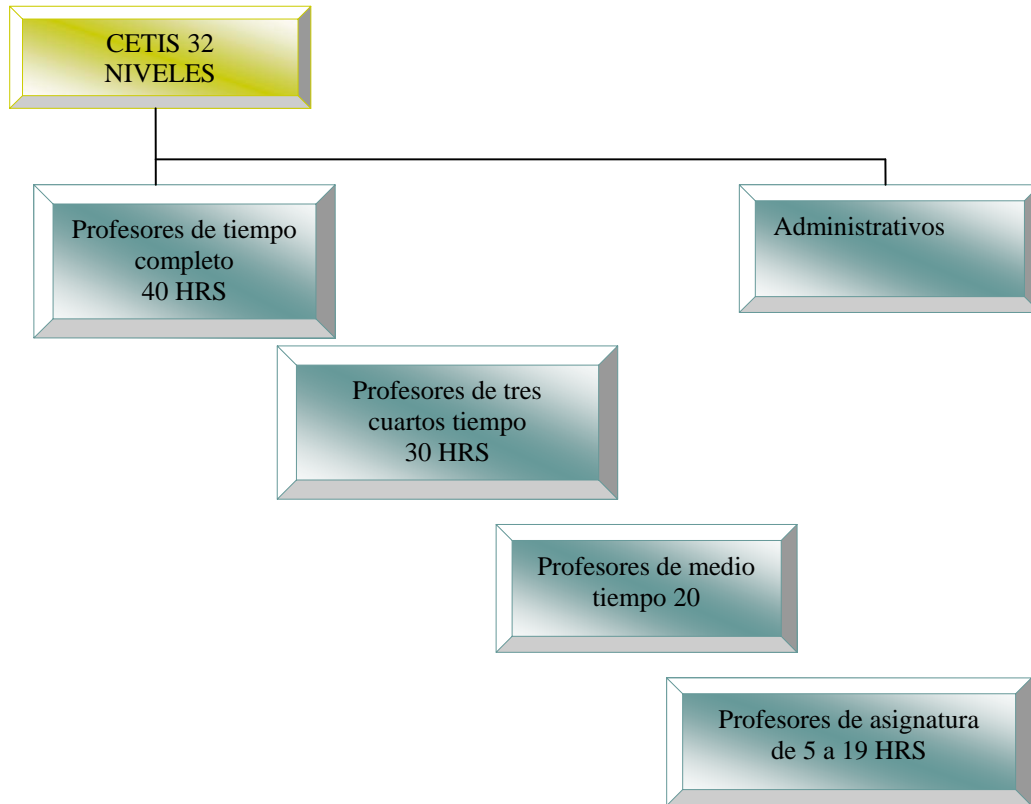 CETIS 32
NIVELES
Profesores de tiempo
completo
40 HRS
Administrativos
Profesores de tres
cuartos tiempo
30 HRS
Profesores de medio
tiempo 20
Profesores de asignatura
de 5 a 19 HRS